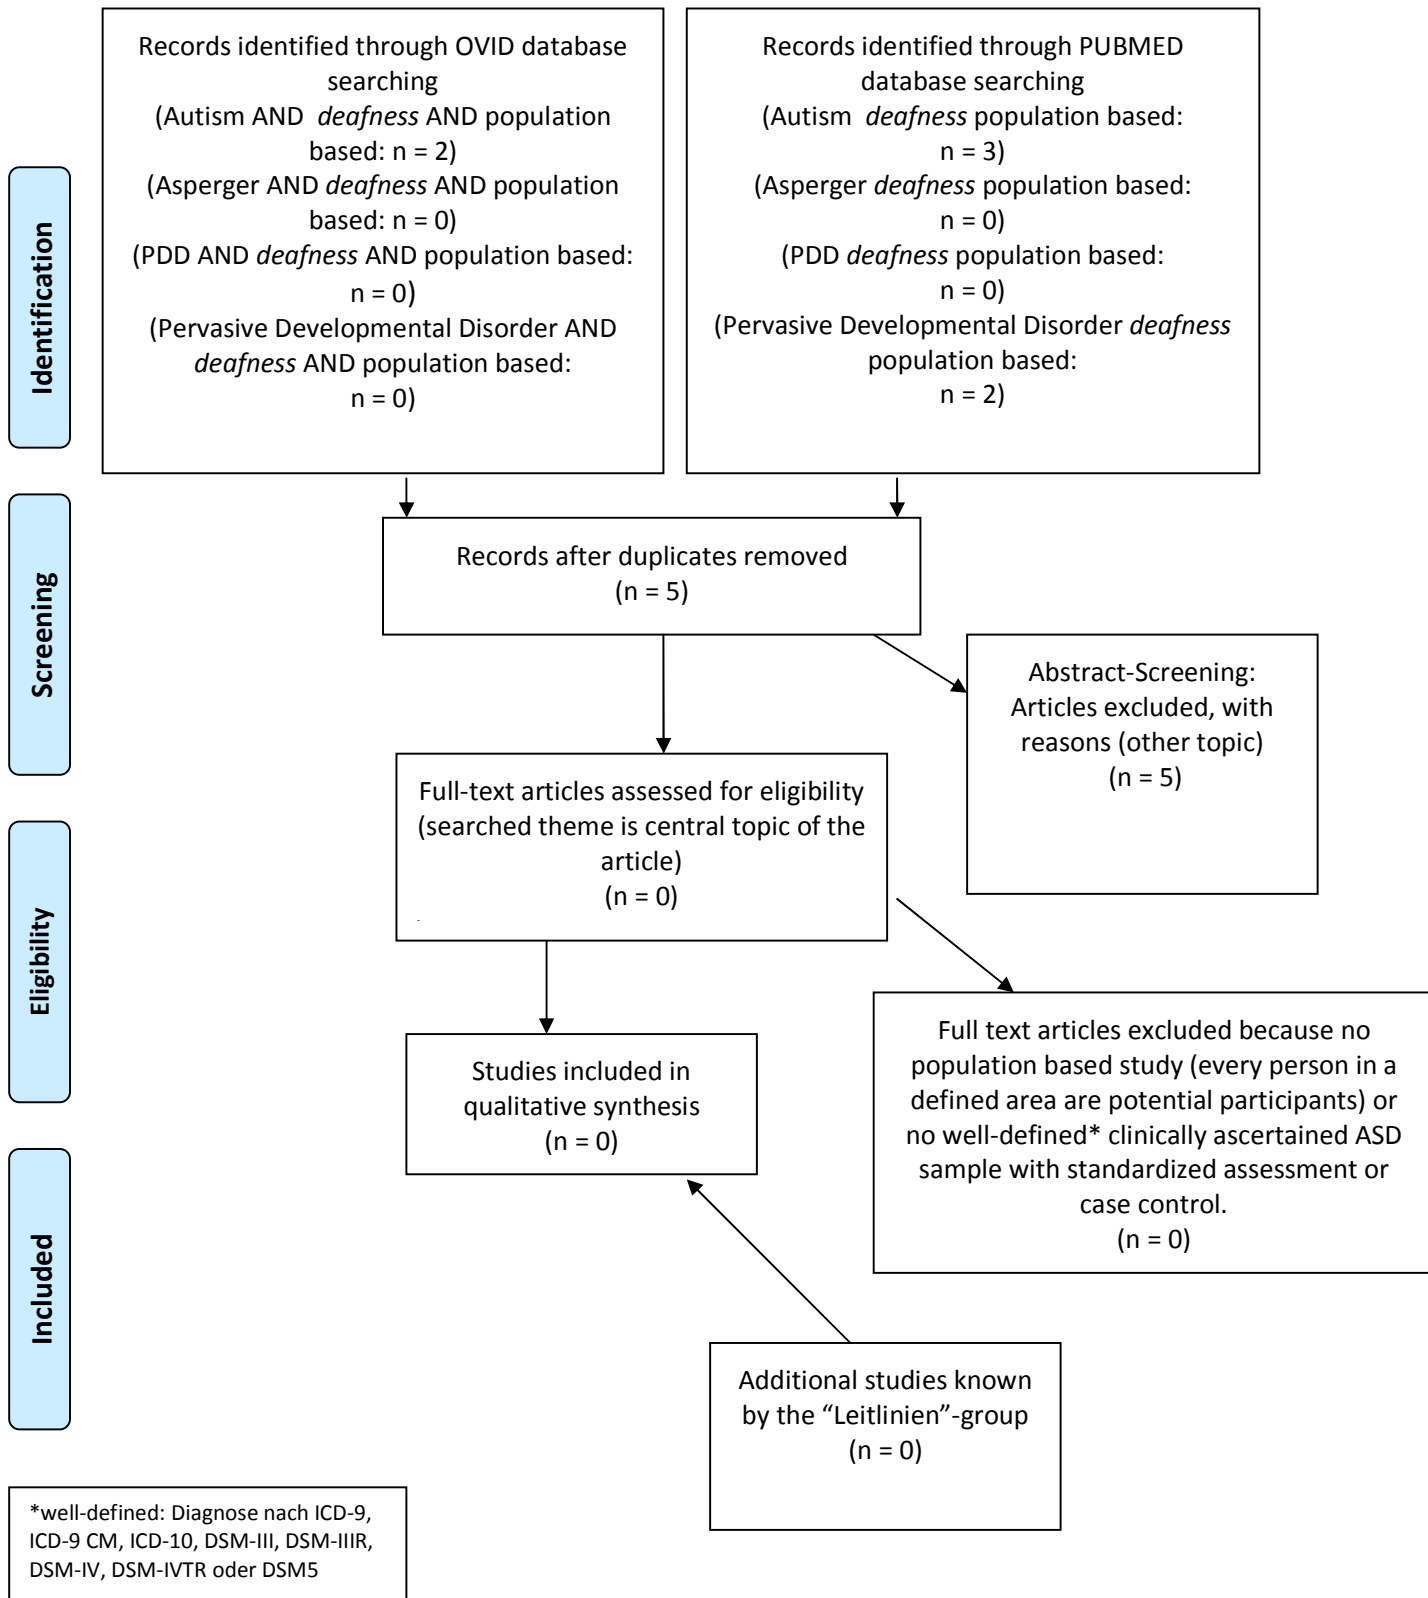 Records identified through OVID database
searching
(Autism AND deafness AND population
based: n = 2)
(Asperger AND deafness AND population
based: n = 0)
(PDD AND deafness AND population based:
n = 0)
(Pervasive Developmental Disorder AND
deafness AND population based:
n = 0)
Records identified through PUBMED
database searching
(Autism deafness population based:
n = 3)
(Asperger deafness population based:
n = 0)
(PDD deafness population based:
n = 0)
(Pervasive Developmental Disorder deafness
population based:
n = 2)
Identification
Records after duplicates removed
(n = 5)
Screening
Abstract-Screening:
Articles excluded, with
reasons (other topic)
(n = 5)
Full-text articles assessed for eligibility
(searched theme is central topic of the
article)
(n = 0)
Eligibility
Full text articles excluded because no
population based study (every person in a
defined area are potential participants) or
no well-defined* clinically ascertained ASD
sample with standardized assessment or
case control.
(n = 0)
Studies included in
qualitative synthesis
(n = 0)
Included
Additional studies known
by the “Leitlinien”-group
(n = 0)
*well-defined: Diagnose nach ICD-9,
ICD-9 CM, ICD-10, DSM-III, DSM-IIIR,
DSM-IV, DSM-IVTR oder DSM5